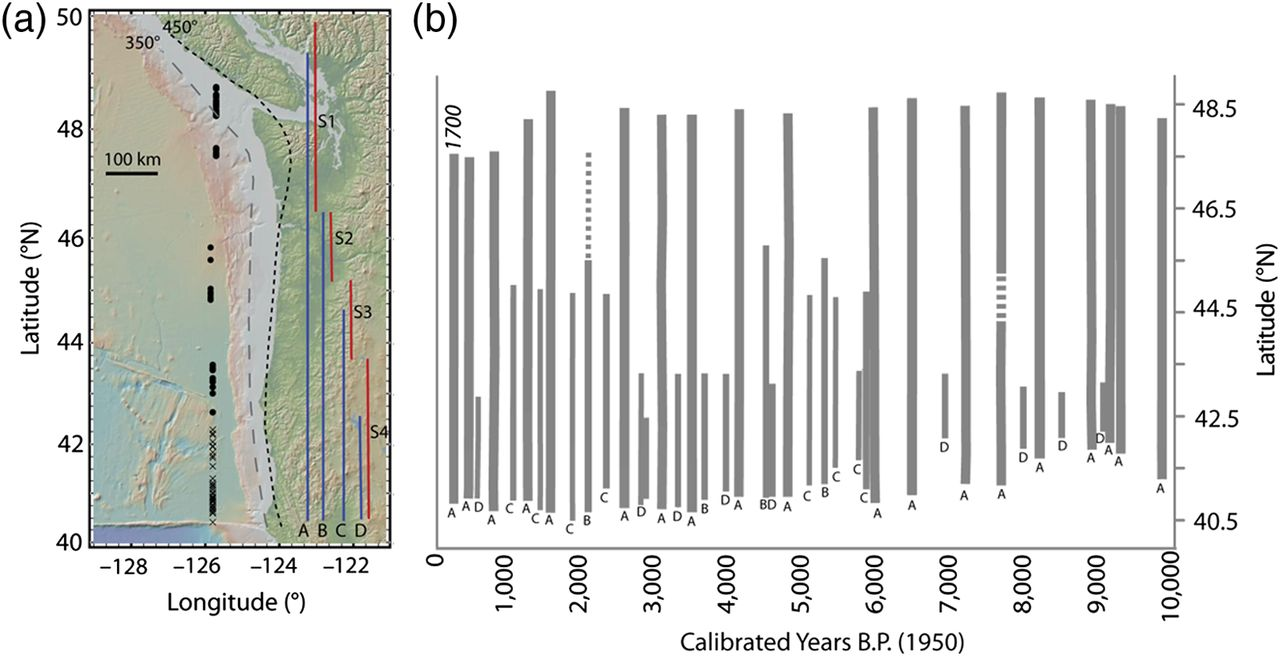 (a)
50
48
46
44
42
40
Latitude (°N)
450°
350°
100 km
S1
S2
S3
S4
A B C D
−128 −126 −124 −122
Longitude (°)
(b)
1700
48.5
46.5
44.5
42.5
40.5
Latitude (°N)
A A D A C A C A C B C A D A D A B D A B D A C B C C C A A D A A D A D A D A A A
0 1,000 2,000 3,000 4,000 5,000 6,000 7,000 8,000 9,000 10,000
Calibrated Years B.P. (1950)